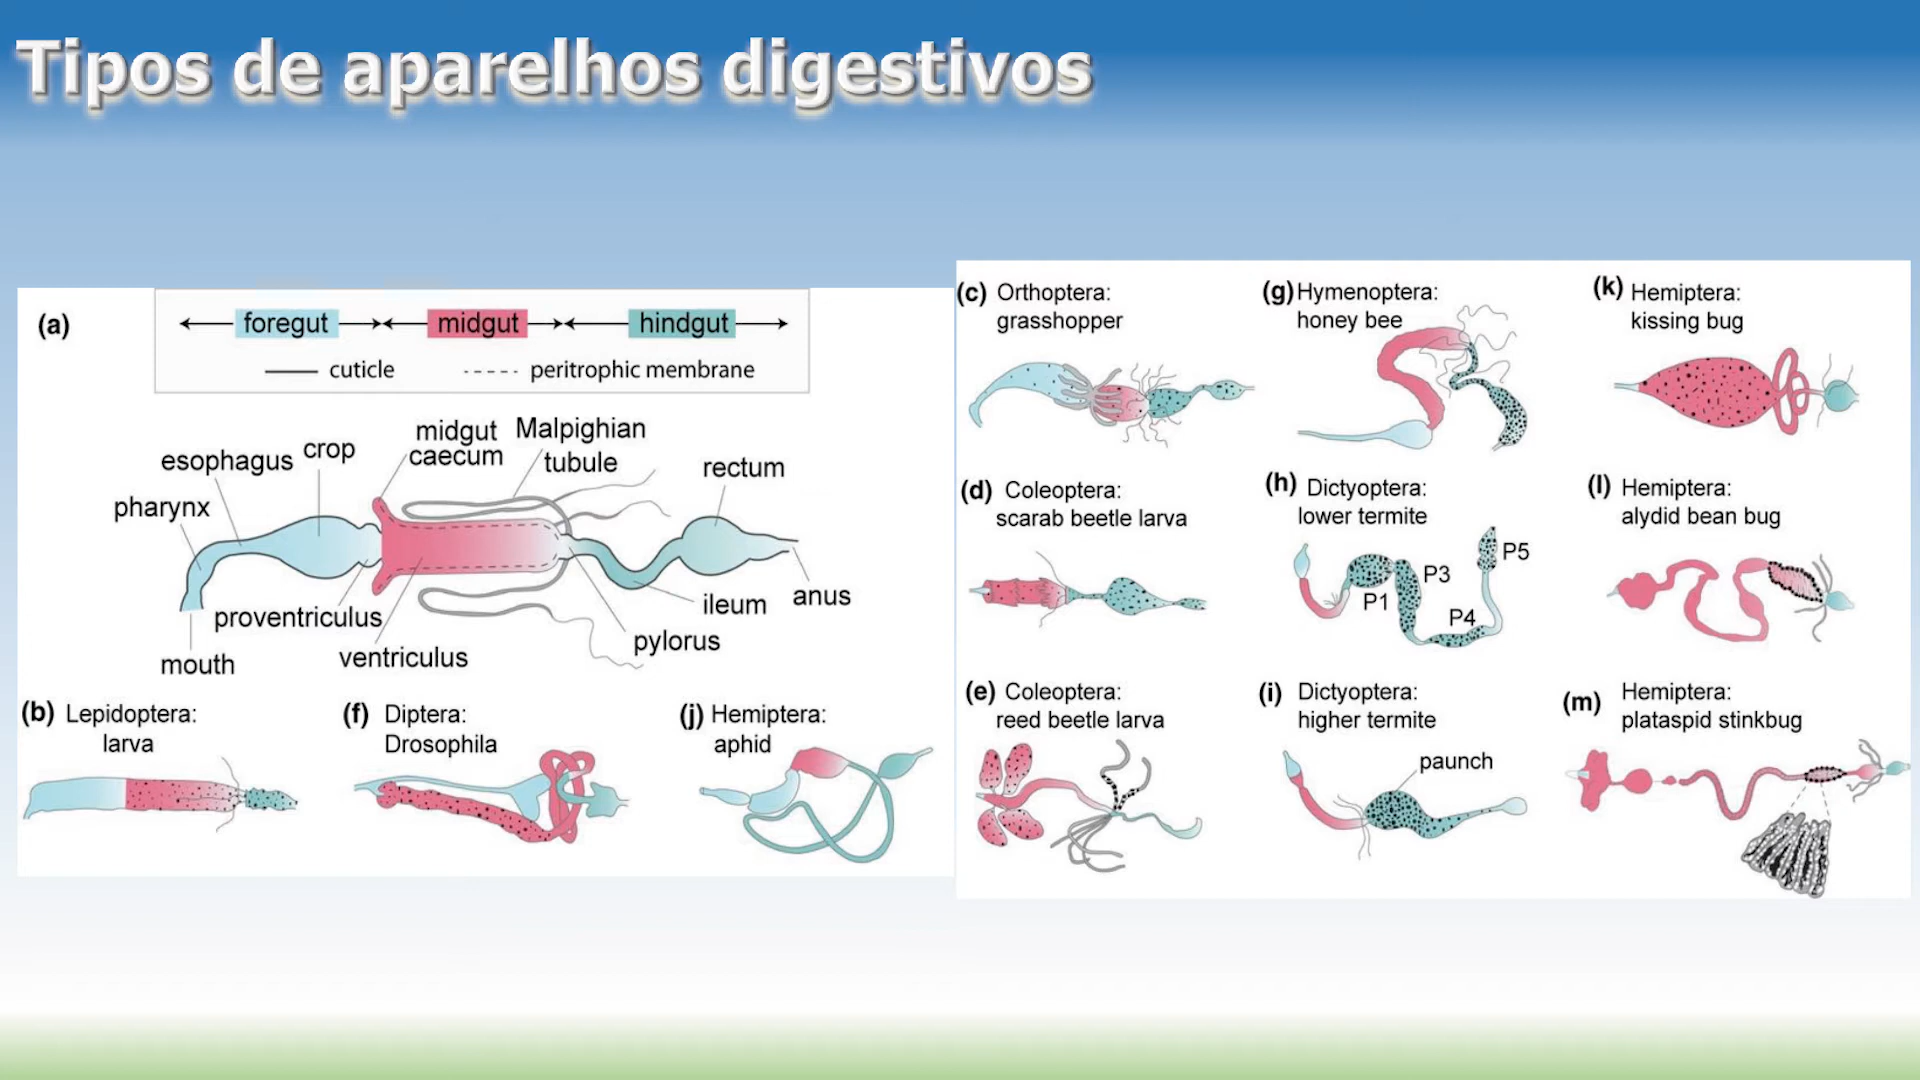 Tipos de aparelhos digestivos
(a)
foregut
midgut
hindgut
cuticle
peritrophic membrane
midgut
caecum
Malpighian
tubule
esophagus
crop
rectum
pharynx
proventriculus
ileum
anus
mouth
ventriculus
pylorus
(b) Lepidoptera:
larva
(f) Diptera:
Drosophila
(j) Hemiptera:
aphid
(c) Orthoptera:
grasshopper
(g) Hymenoptera:
honey bee
(k) Hemiptera:
kissing bug
(d) Coleoptera:
scarab beetle larva
(h) Dictyoptera:
lower termite
P1
P3
P4
P5
(l) Hemiptera:
alydid bean bug
(e) Coleoptera:
reed beetle larva
(i) Dictyoptera:
higher termite
paunch
(m) Hemiptera:
plataspid stinkbug